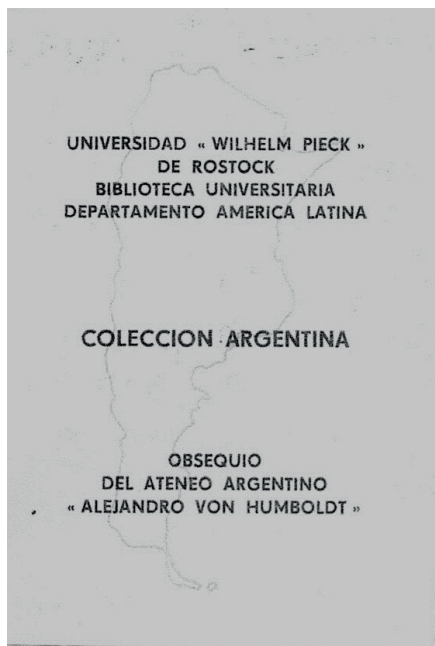 UNIVERSIDAD « WILHELM PIECK »
DE ROSTOCK
BIBLIOTECA UNIVERSITARIA
DEPARTAMENTO AMERICA LATINA
COLECCION ARGENTINA
OBSEQUIO
DEL ATENEO ARGENTINO
« ALEJANDRO VON HUMBOLDT »